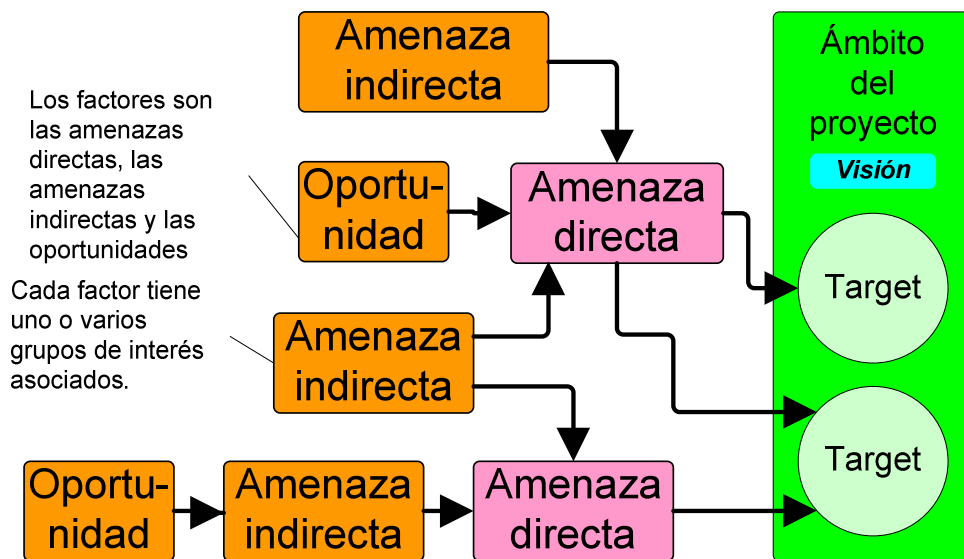 Amenaza
indirecta
Ámbito
del
proyecto
Visión
Los factores son
las amenazas
directas, las
amenazas
indirectas y las
oportunidades
Oportu-
nidad
Amenaza
directa
Target
Cada factor tiene
uno o varios
grupos de interés
asociados.
Amenaza
indirecta
Target
Oportu-
nidad
Amenaza
indirecta
Amenaza
directa